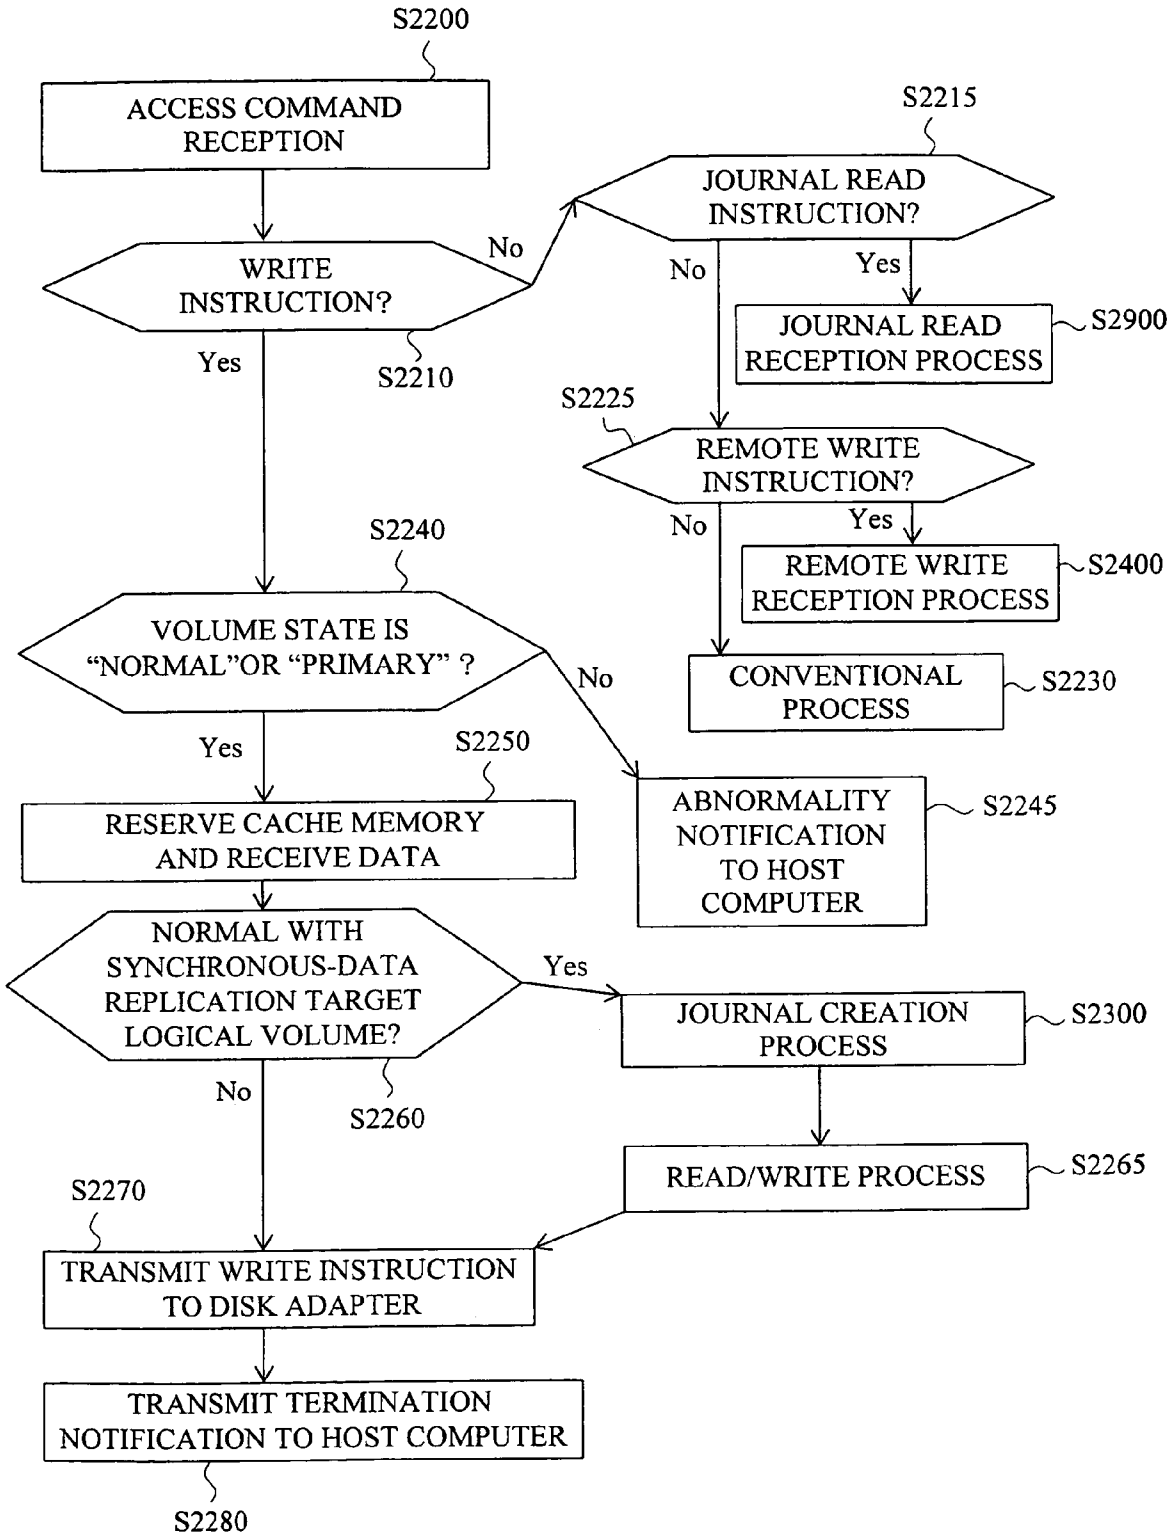 S2200
ACCESS COMMAND
RECEPTION
S2215
JOURNAL READ
INSTRUCTION?
No
WRITE
INSTRUCTION?
No
Yes
Yes
S2210
JOURNAL READ
RECEPTION PROCESS
S2900
S2225
REMOTE WRITE
INSTRUCTION?
No
Yes
S2240
REMOTE WRITE
RECEPTION PROCESS
S2400
VOLUME STATE IS
“NORMAL”OR “PRIMARY” ?
No
CONVENTIONAL
PROCESS
S2230
Yes
S2250
RESERVE CACHE MEMORY
AND RECEIVE DATA
ABNORMALITY
NOTIFICATION
TO HOST
COMPUTER
S2245
NORMAL WITH
SYNCHRONOUS-DATA
REPLICATION TARGET
LOGICAL VOLUME?
Yes
No
S2260
JOURNAL CREATION
PROCESS
S2300
READ/WRITE PROCESS
S2265
S2270
TRANSMIT WRITE INSTRUCTION
TO DISK ADAPTER
TRANSMIT TERMINATION
NOTIFICATION TO HOST COMPUTER
S2280